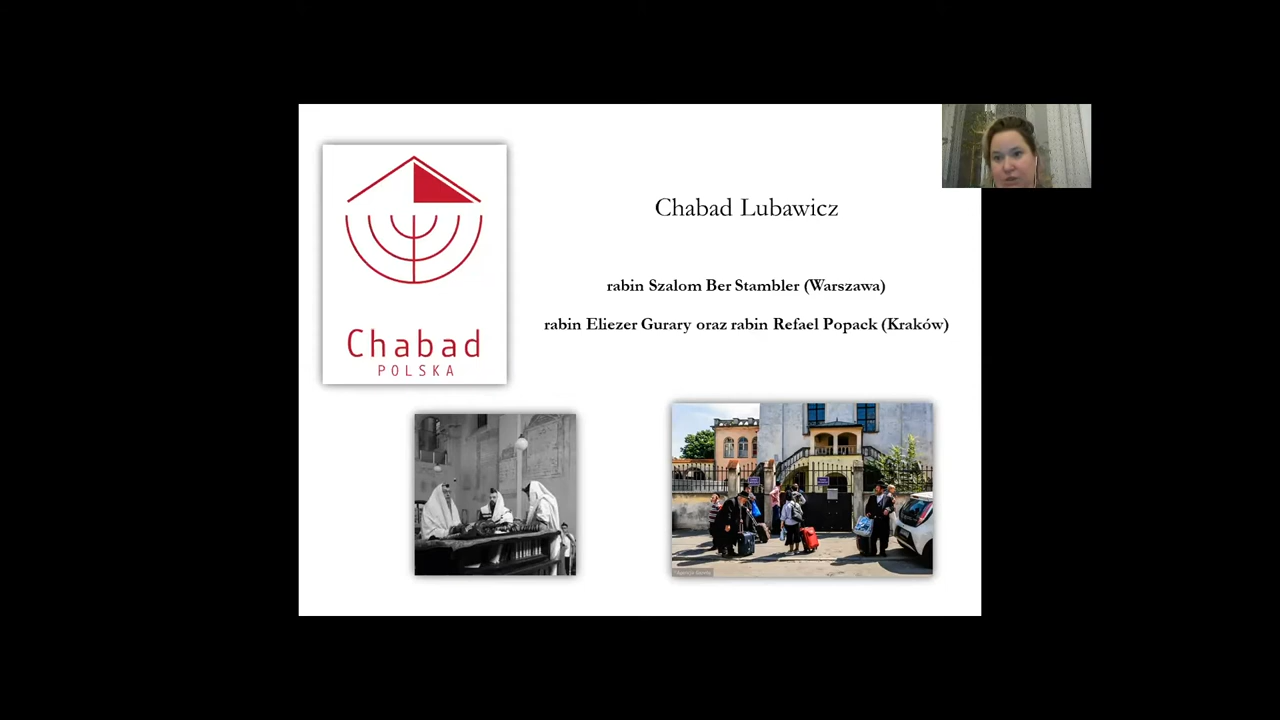 Chabad
POLSKA
Chabad Lubawicz
rabin Szalom Ber Stambler (Warszawa)
rabin Eliezer Gurary oraz rabin Refael Popack (Kraków)